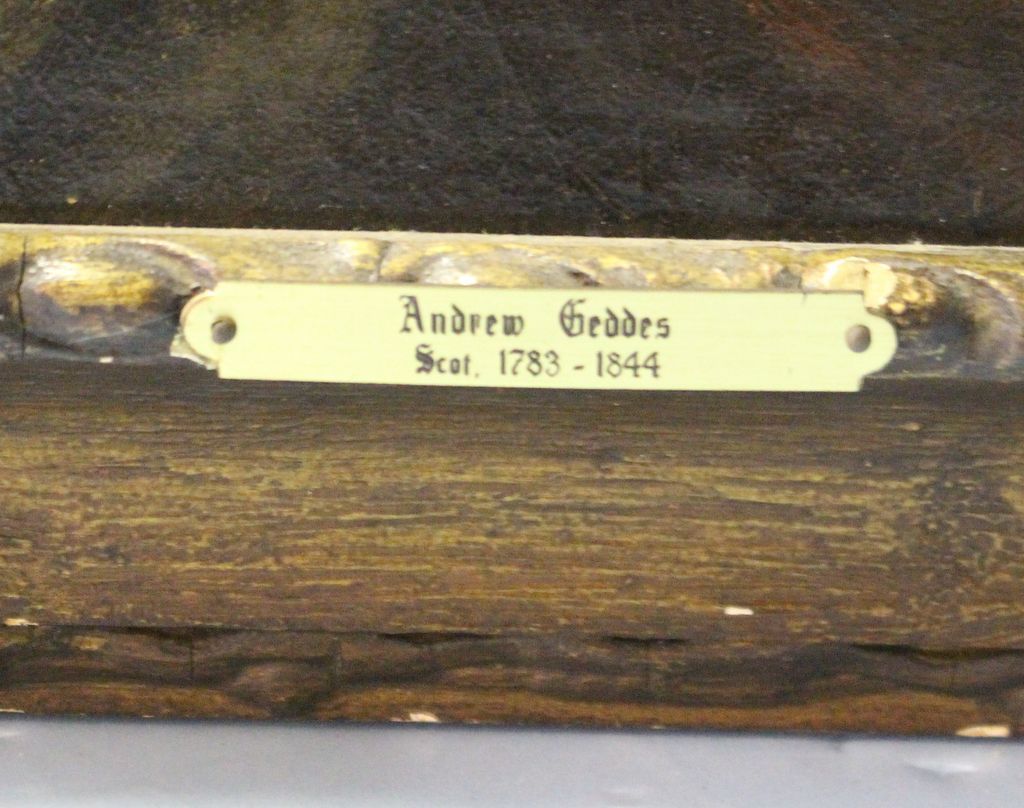 Andrew Geddes
Scot. 1783 - 1844